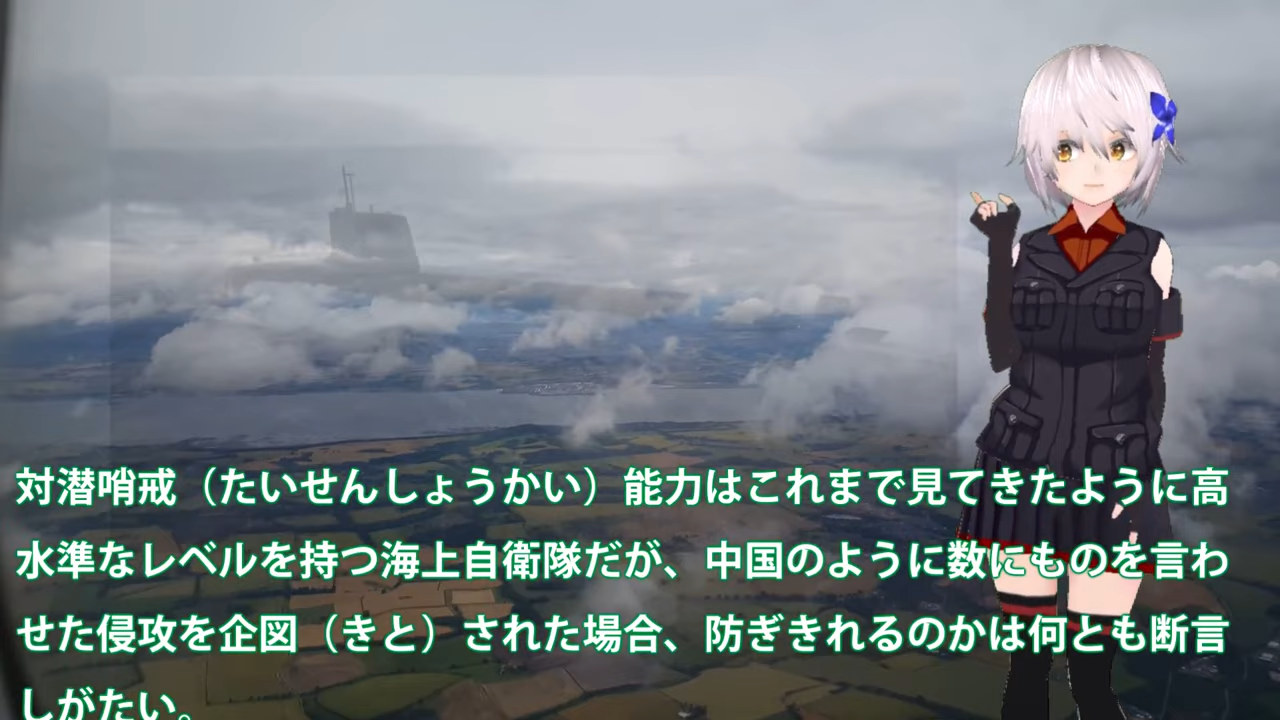 対潜哨戒（たいせんしょうかい）能力はこれまで見てきたように高
水準なレベルを持つ海上自衛隊だが、中国のように数にものを言わ
せた侵攻を企図（きと）された場合、防ぎきれるのかは何とも断言
しがたい。